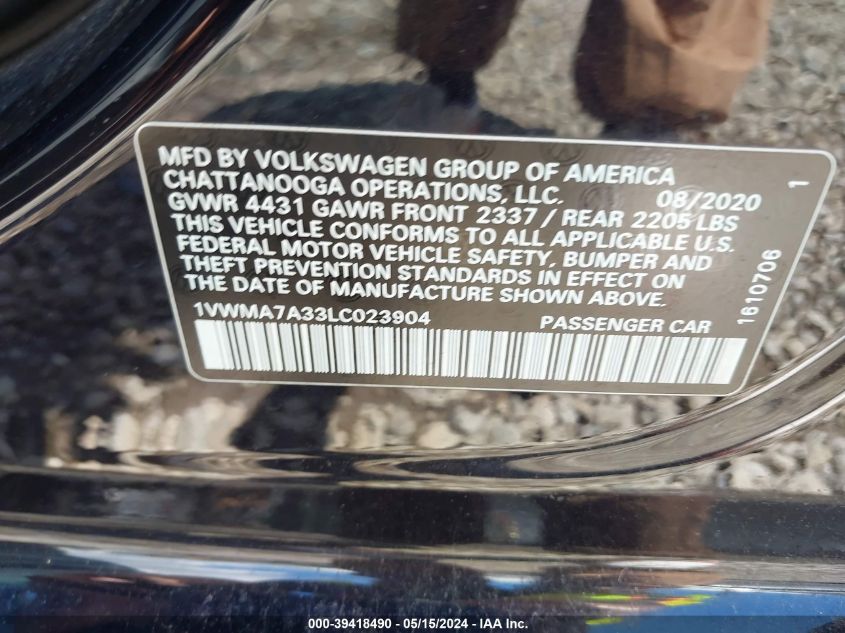 MFD BY VOLKSWAGEN GROUP OF AMERICA
CHATTANOOGA OPERATIONS, LLC. 08/2020
GVWR 4431 GAWR FRONT 2337 / REAR 2205 LBS
THIS VEHICLE CONFORMS TO ALL APPLICABLE U.S.
FEDERAL MOTOR VEHICLE SAFETY, BUMPER AND
THEFT PREVENTION STANDARDS IN EFFECT ON
THE DATE OF MANUFACTURE SHOWN ABOVE.
1VWMA7A33LC023904 PASSENGER CAR
1610706 1
000-39418490 - 05/15/2024 - IAAI.com